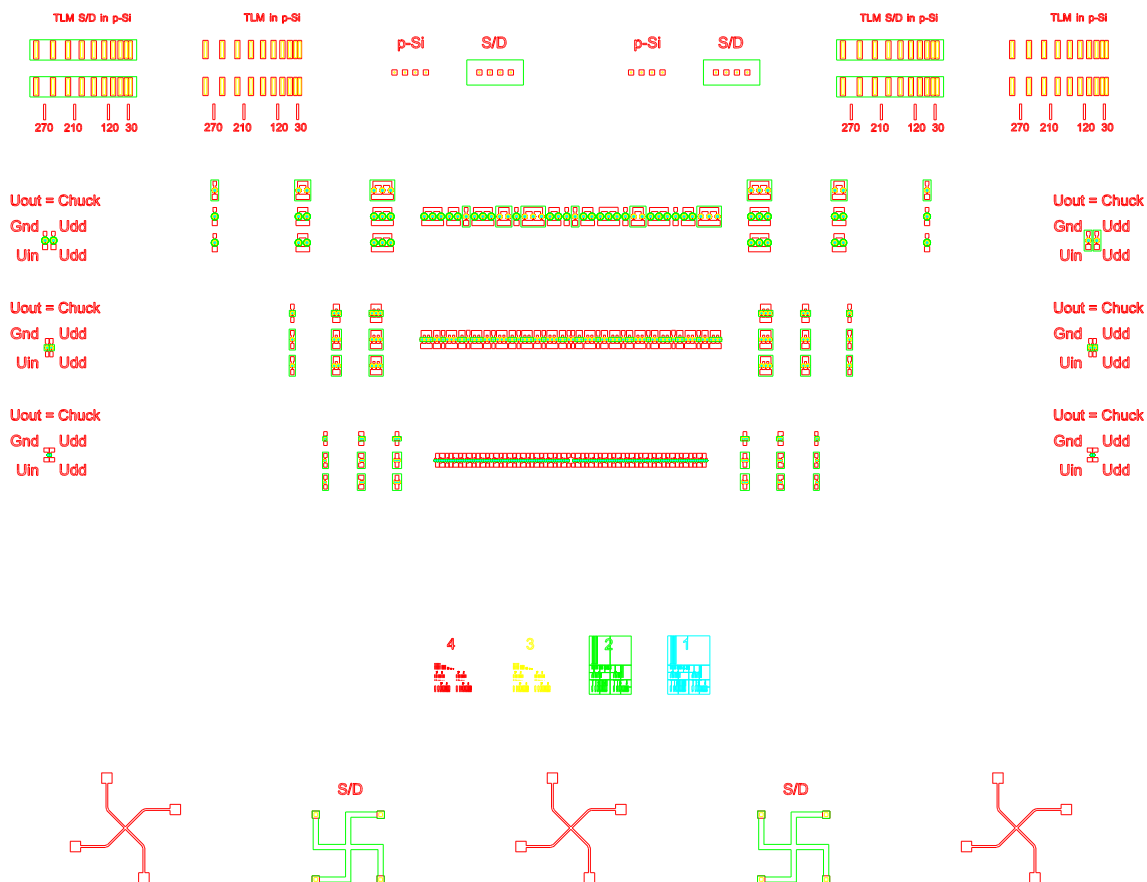 TLM S/D in p-Si
TLM in p-Si
TLM S/D in p-Si
TLM in p-Si
p-Si
S/D
p-Si
S/D
270 210 120 30
270 210 120 30
270 210 120 30
270 210 120 30
Uout = Chuck
Gnd Udd
Uin Udd
Uout = Chuck
Gnd Udd
Uin Udd
Uout = Chuck
Gnd Udd
Uin Udd
Uout = Chuck
Gnd Udd
Uin Udd
Uout = Chuck
Gnd Udd
Uin Udd
Uout = Chuck
Gnd Udd
Uin Udd
4 3 2 1
S/D
S/D